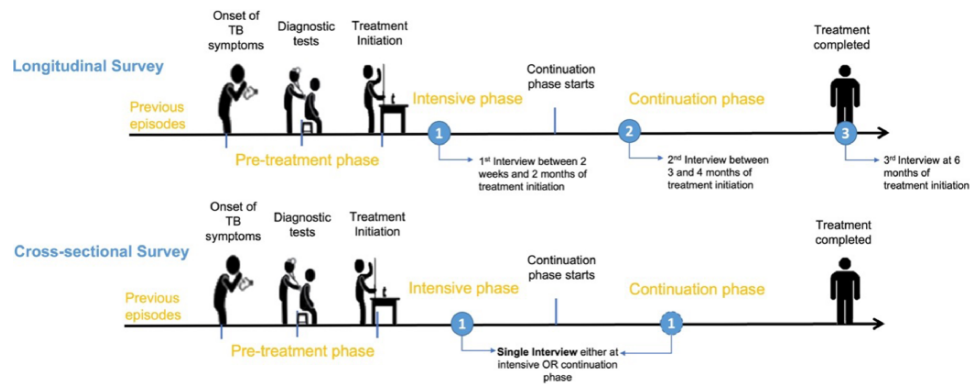 Onset of
TB
symptoms
Diagnostic
tests
Treatment
Initiation
Treatment
completed
Longitudinal Survey
Continuation
phase starts
Previous
episodes
Intensive phase
Continuation phase
Pre-treatment phase
1
2
3
1st Interview between 2
weeks and 2 months of
treatment initiation
2nd Interview between
3 and 4 months of
treatment initiation
3rd Interview at 6
months of
treatment initiation
Onset of
TB
symptoms
Diagnostic
tests
Treatment
Initiation
Treatment
completed
Cross-sectional Survey
Continuation
phase starts
Previous
episodes
Intensive phase
Continuation phase
Pre-treatment phase
1
1
Single Interview either at
intensive OR continuation
phase